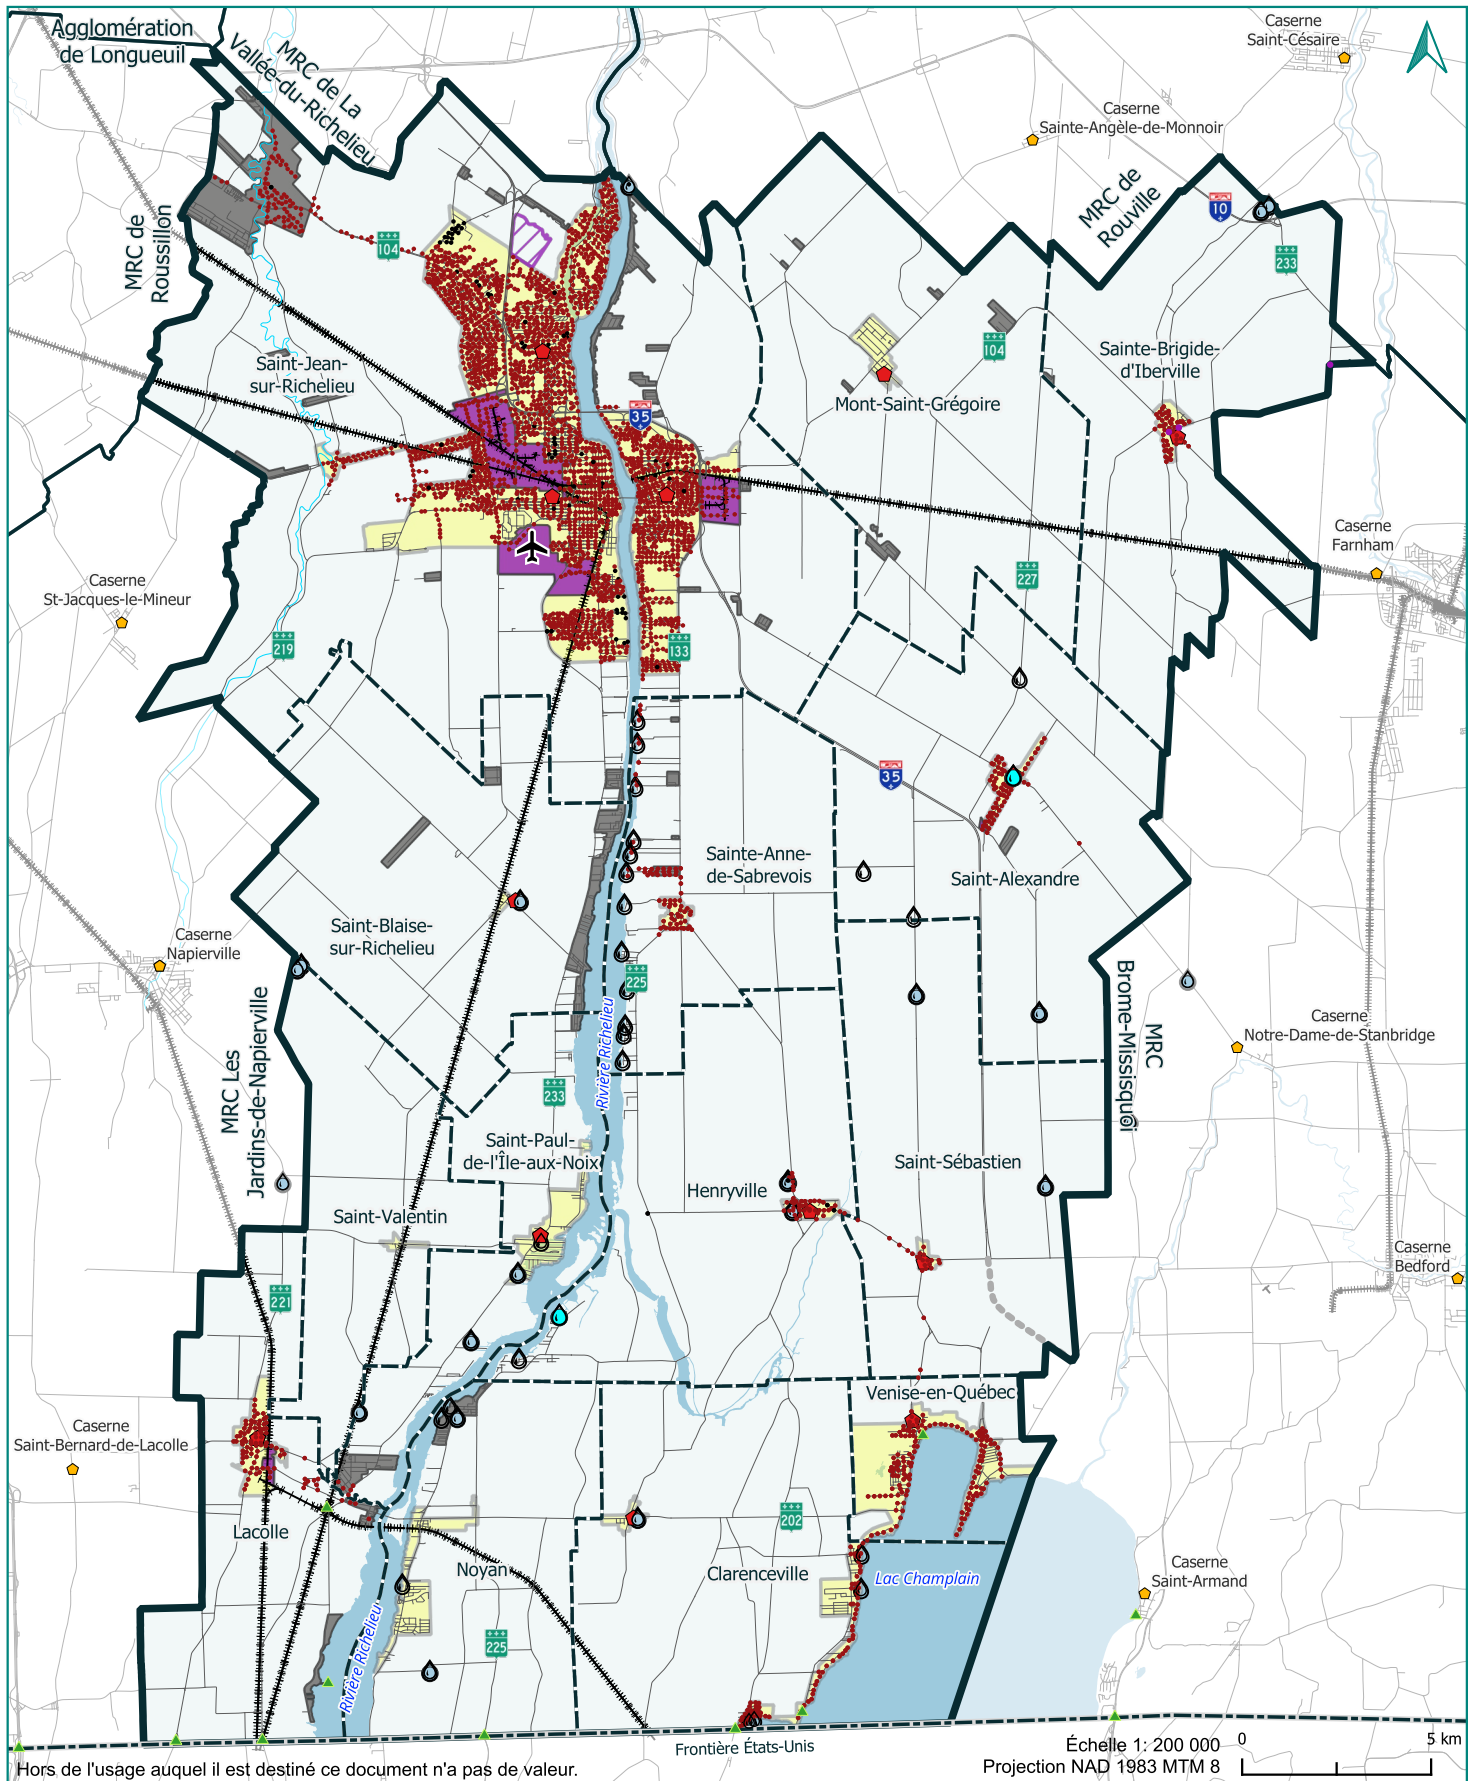 Agglomération
de Longueuil
MRC de La
Vallée-du-Richelieu
Caserne
Saint-Césaire
Caserne
Sainte-Angèle-de-Monnoir
MRC de
Rouville
10
233
MRC de
Roussillon
104
104
Saint-Jean-
sur-Richelieu
Sainte-Brigide-
d'Iberville
Mont-Saint-Grégoire
35
Caserne
Farnham
Caserne
St-Jacques-le-Mineur
227
219
133
35
Sainte-Anne-
de-Sabrevois
Saint-Alexandre
Saint-Blaise-
sur-Richelieu
Caserne
Napierville
225
Rivière Richelieu
MRC Les
Jardins-de-Napierville
MRC
Brome-Missisquoi
Caserne
Notre-Dame-de-Stanbridge
233
Saint-Paul-
de-l'Île-aux-Noix
Saint-Sébastien
Henryville
Saint-Valentin
221
Caserne
Bedford
Venise-en-Québec
Caserne
Saint-Bernard-de-Lacolle
202
Lacolle
Noyan
Clarenceville
Lac Champlain
Caserne
Saint-Armand
225
Rivière Richelieu
Frontière États-Unis
Échelle 1: 200 000
Projection NAD 1983 MTM 8
0
5 km
Hors de l'usage auquel il est destiné ce document n'a pas de valeur.